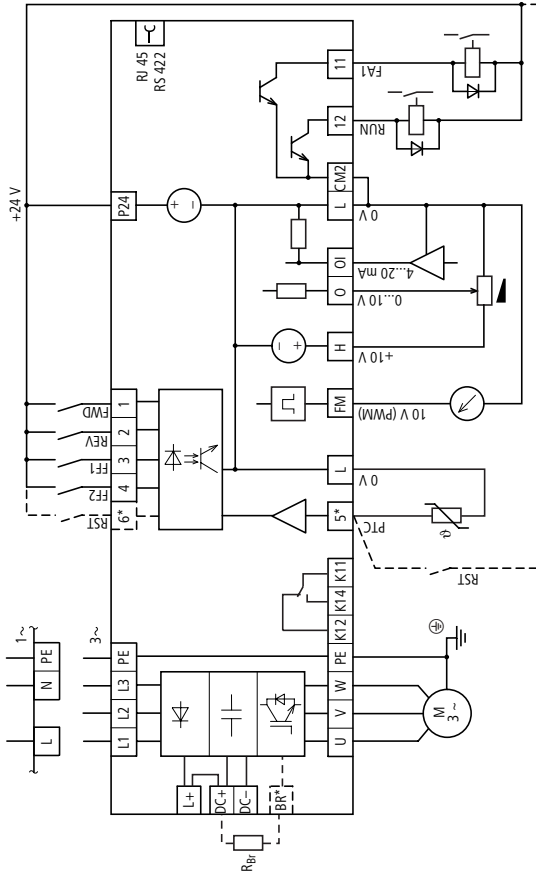 +24 V
RJ 45
RS 422
P24
FWD
REV
FF1
FF2
RST
1
2
3
4
6*
1~
3~
L
N
PE
L1
L2
L3
PE
L+
DC+
DC–
BR*
RBr
U
V
W
PE
K12
K14
K11
5*
L
FM
H
O
OI
L
CM2
12
11
M
3 ~
PTC
ϑ
RST
0 V
10 V (PWM)
+10 V
0...10 V
4...20 mA
0 V
RUN
FA1
+
–
–
+